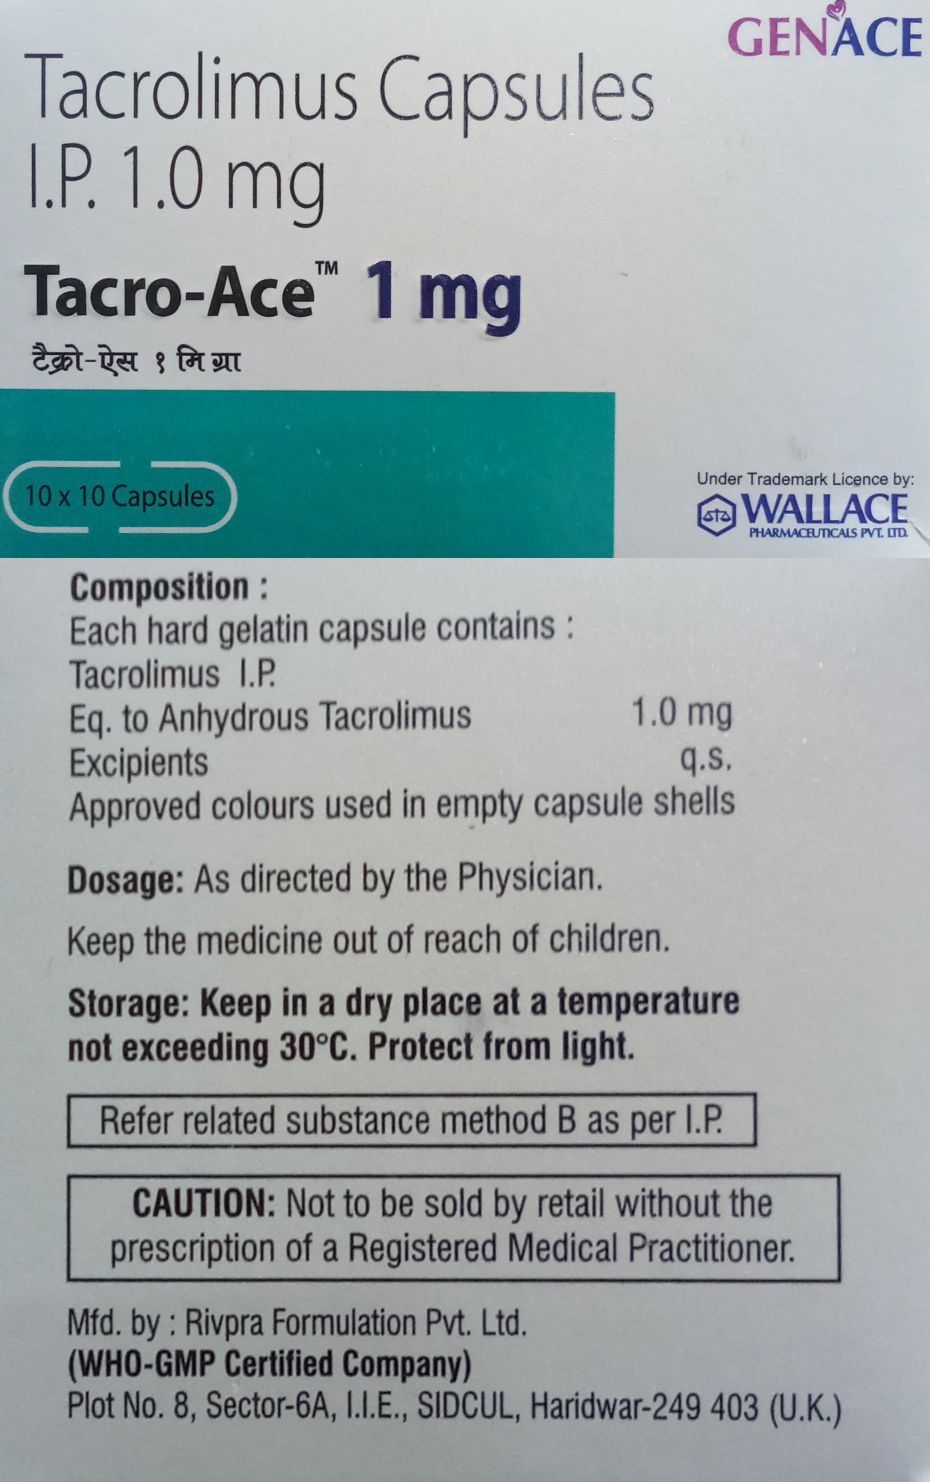 GENACE
Tacrolimus Capsules
I.P. 1.0 mg
Tacro-Ace™ 1 mg
टैक्रो-ऐस १ मि ग्रा
10 x 10 Capsules
Under Trademark Licence by:
WALLACE
PHARMACEUTICALS PVT. LTD.
Composition :
Each hard gelatin capsule contains :
Tacrolimus I.P.
Eq. to Anhydrous Tacrolimus 1.0 mg
Excipients q.s.
Approved colours used in empty capsule shells
Dosage: As directed by the Physician.
Keep the medicine out of reach of children.
Storage: Keep in a dry place at a temperature
not exceeding 30°C. Protect from light.
Refer related substance method B as per I.P.
CAUTION: Not to be sold by retail without the
prescription of a Registered Medical Practitioner.
Mfd. by : Rivpra Formulation Pvt. Ltd.
(WHO-GMP Certified Company)
Plot No. 8, Sector-6A, I.I.E., SIDCUL, Haridwar-249 403 (U.K.)